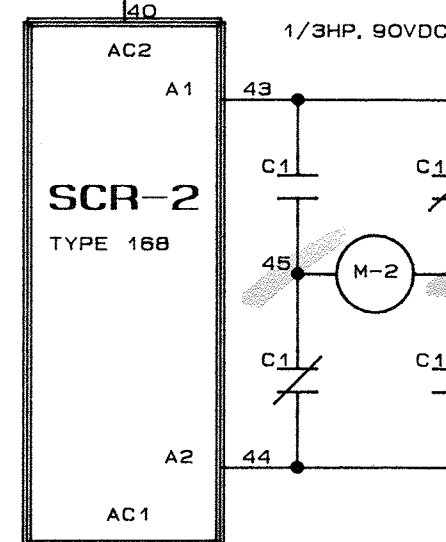 40
1/3HP. 90VDC
AC2
A1
43
C1
C1
SCR-2
TYPE 168
45
M-2
C1
C1
A2
44
AC1